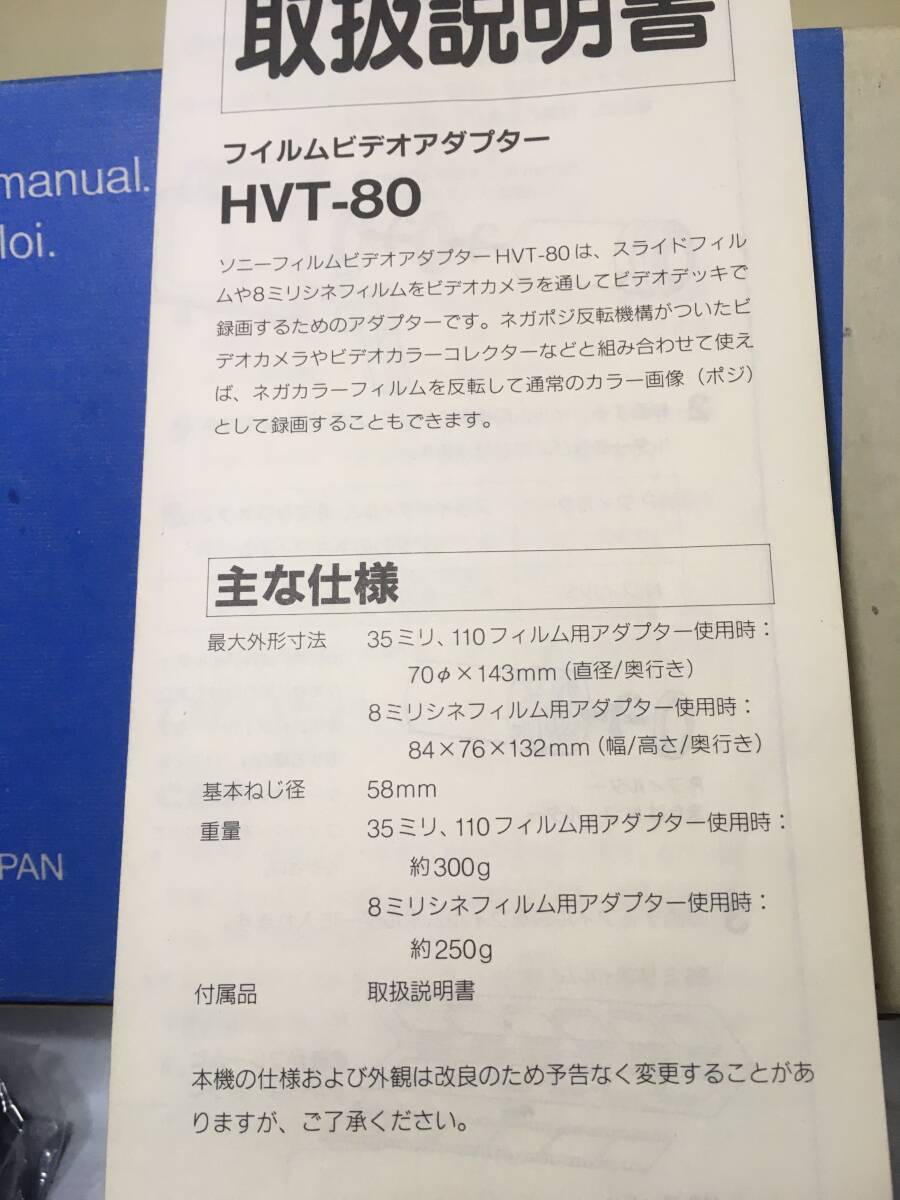 取扱説明書
manual.
loi.
PAN
フイルムビデオアダプター
HVT-80
ソニーフィルムビデオアダプターHVT-80は、スライドフィル
ムや8ミリシネフィルムをビデオカメラを通してビデオデッキで
録画するためのアダプターです。ネガポジ反転機構がついたビ
デオカメラやビデオカラーコレクターなどと組み合わせて使え
ば、ネガカラーフィルムを反転して通常のカラー画像（ポジ）
として録画することもできます。
主な仕様
最大外形寸法 35ミリ、110フィルム用アダプター使用時：
70φ×143mm（直径/奥行き）
8ミリシネフィルム用アダプター使用時：
84×76×132mm（幅/高さ/奥行き）
基本ねじ径 58mm
重量 35ミリ、110フィルム用アダプター使用時：
約300g
8ミリシネフィルム用アダプター使用時：
約250g
付属品 取扱説明書
本機の仕様および外観は改良のため予告なく変更することがあ
りますが、ご了承ください。